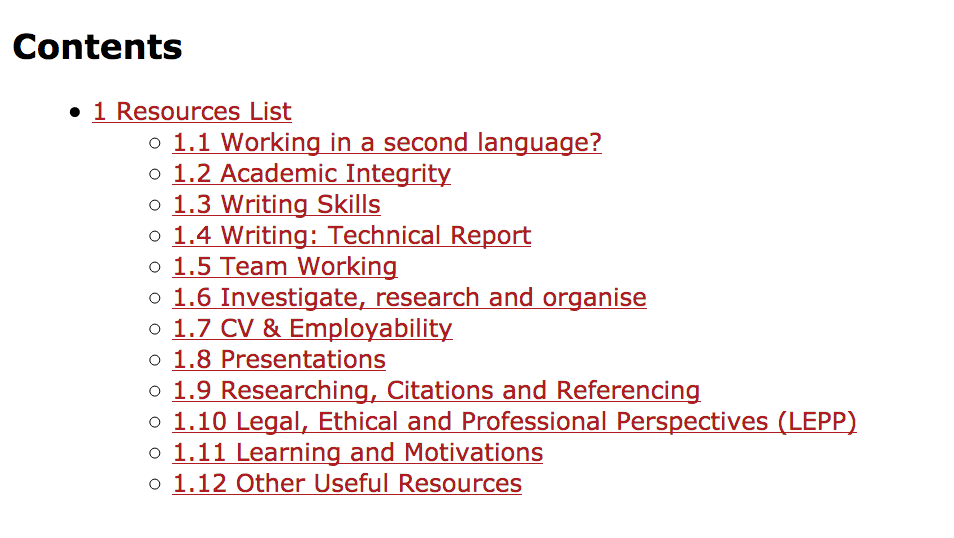 Contents
1 Resources List
1.1 Working in a second language?
1.2 Academic Integrity
1.3 Writing Skills
1.4 Writing: Technical Report
1.5 Team Working
1.6 Investigate, research and organise
1.7 CV & Employability
1.8 Presentations
1.9 Researching, Citations and Referencing
1.10 Legal, Ethical and Professional Perspectives (LEPP)
1.11 Learning and Motivations
1.12 Other Useful Resources